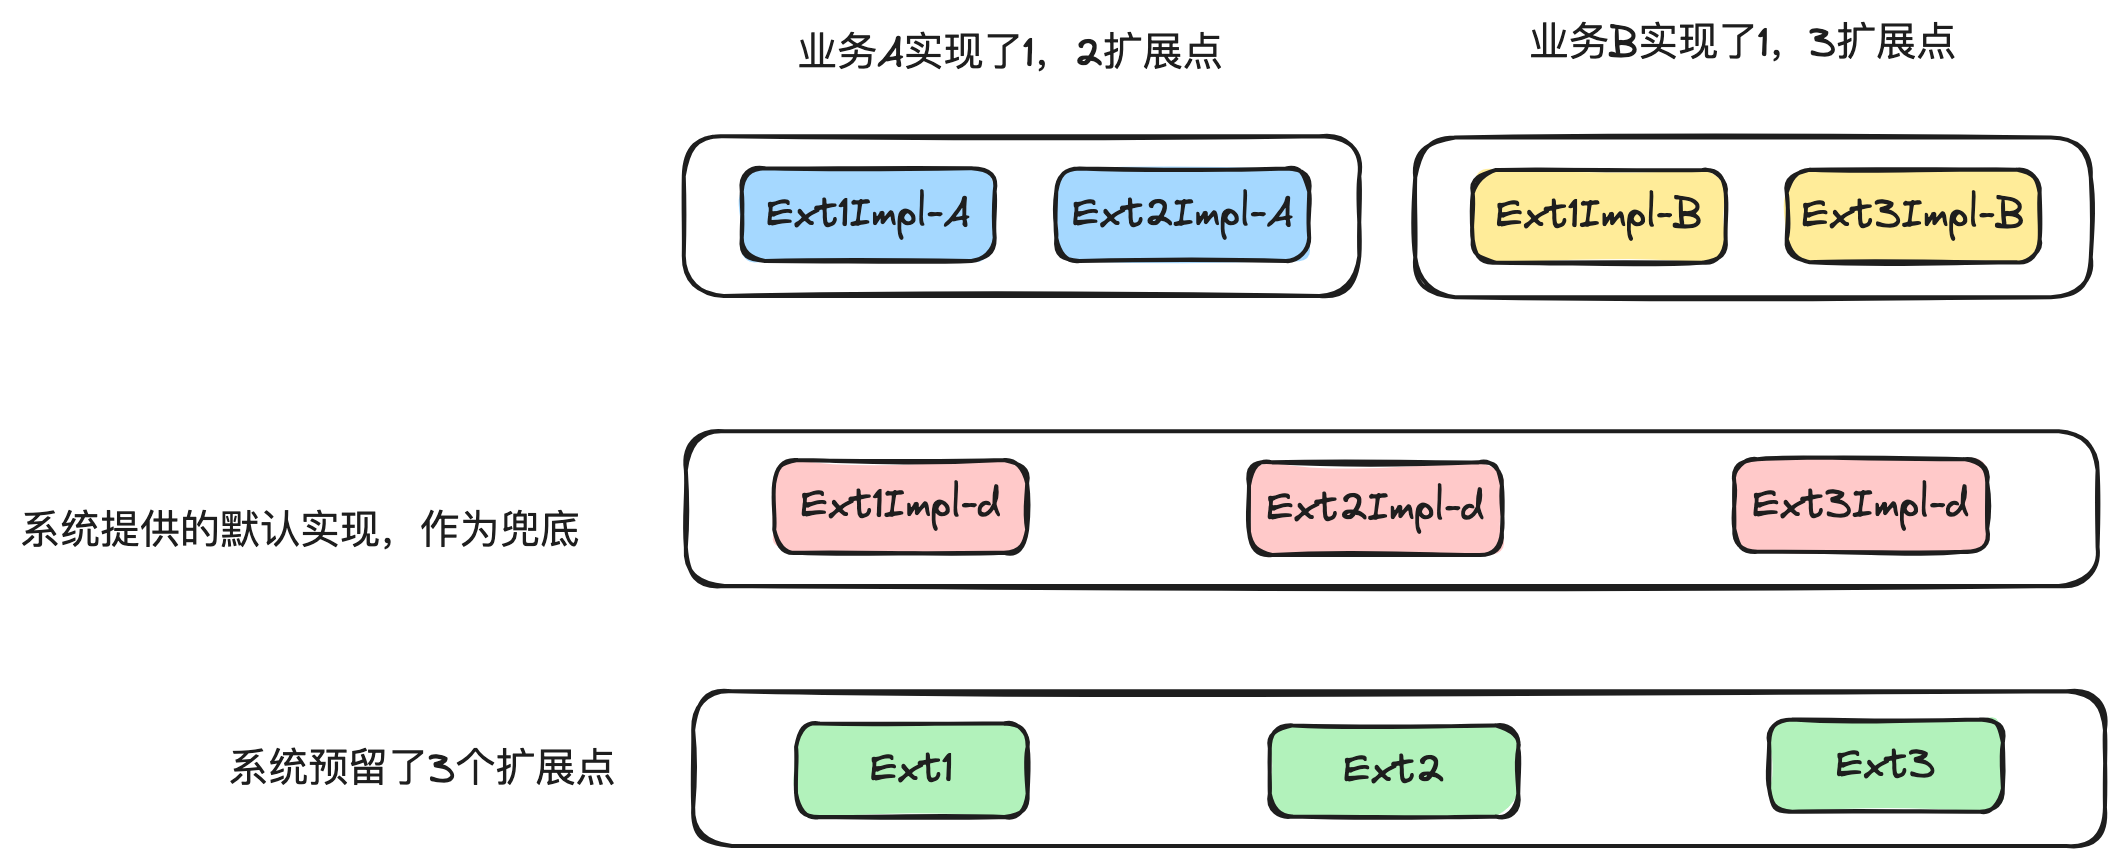 业务A实现了1，2扩展点
业务B实现了1，3扩展点
Ext1Impl-A
Ext2Impl-A
Ext1Impl-B
Ext3Impl-B
系统提供的默认实现，作为兜底
Ext1Impl-d
Ext2Impl-d
Ext3Impl-d
系统预留了3个扩展点
Ext1
Ext2
Ext3